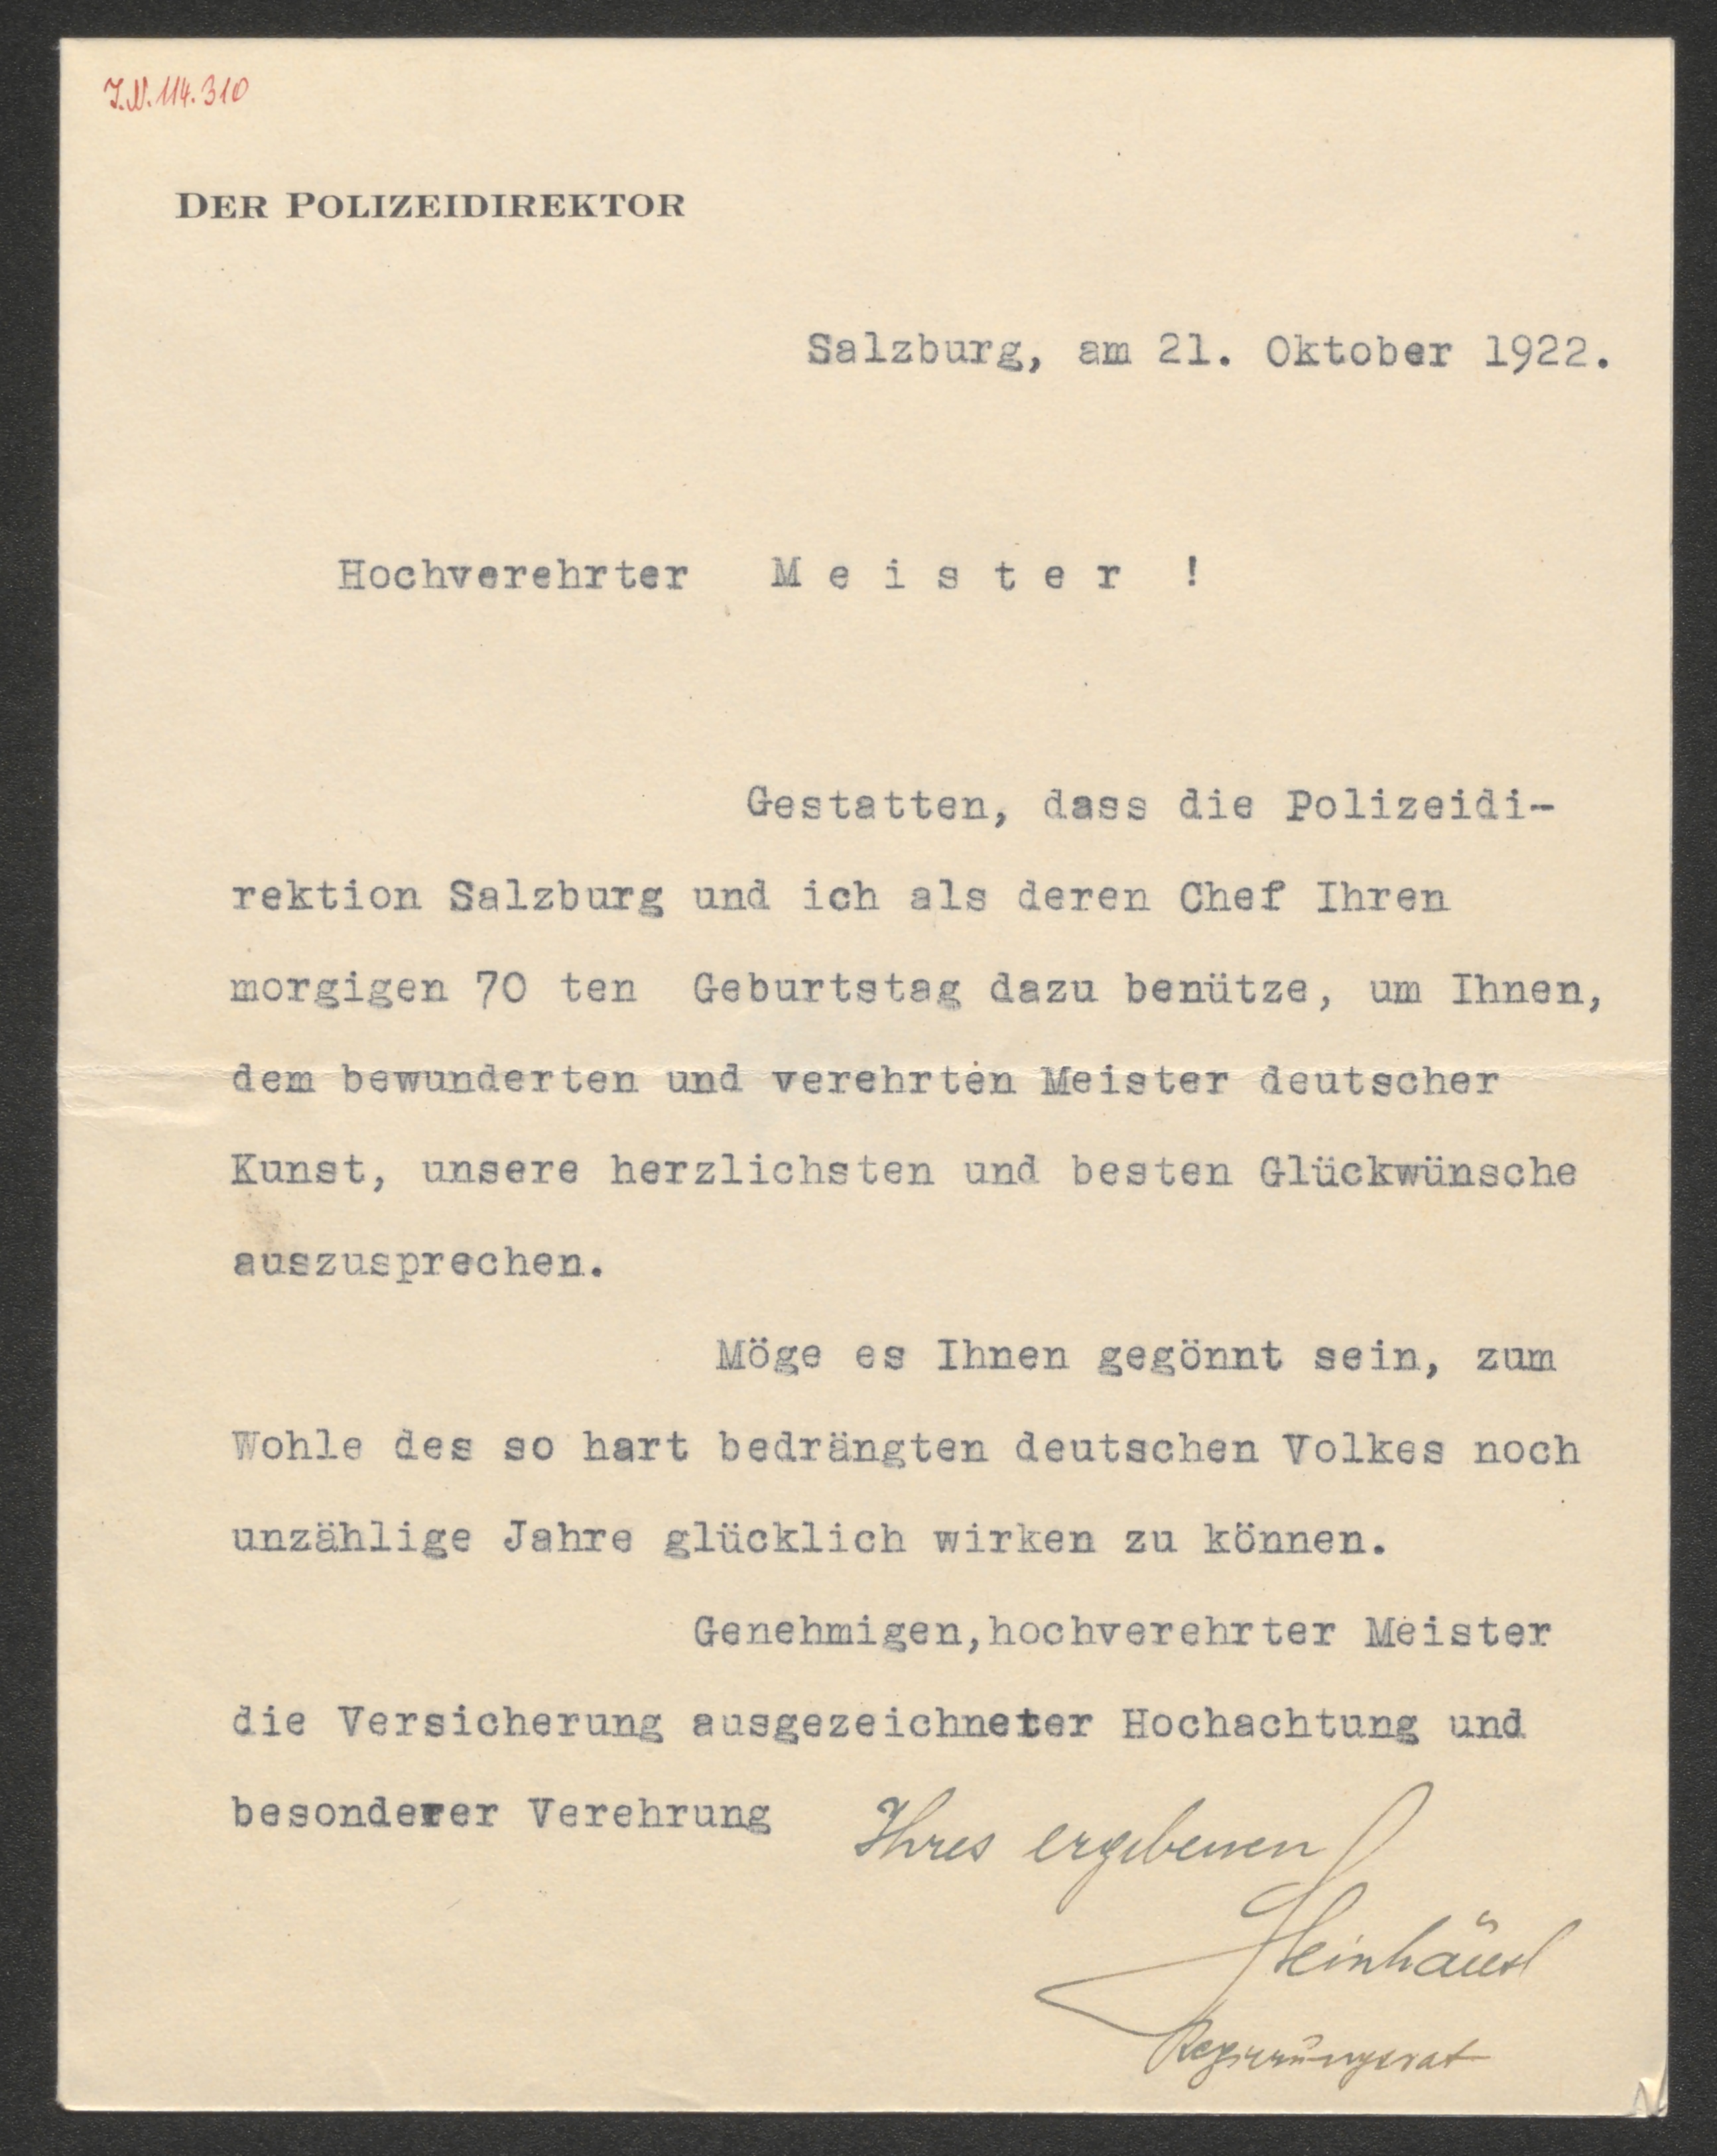 J.N. 114.310
DER POLIZEIDIREKTOR
Salzburg, am 21. Oktober 1922.
Hochverehrter M e i s t e r !
Gestatten, dass die Polizeidi-
rektion Salzburg und ich als deren Chef Ihren
morgigen 70 ten Geburtstag dazu benütze, um Ihnen,
dem bewunderten und verehrten Meister deutscher
Kunst, unsere herzlichsten und besten Glückwünsche
auszusprechen.
Möge es Ihnen gegönnt sein, zum
Wohle des so hart bedrängten deutschen Volkes noch
unzählige Jahre glücklich wirken zu können.
Genehmigen,hochverehrter Meister
die Versicherung ausgezeichneter Hochachtung und
besonderer Verehrung
Ihres ergebenen
Steinhäusl
Regierungsrat